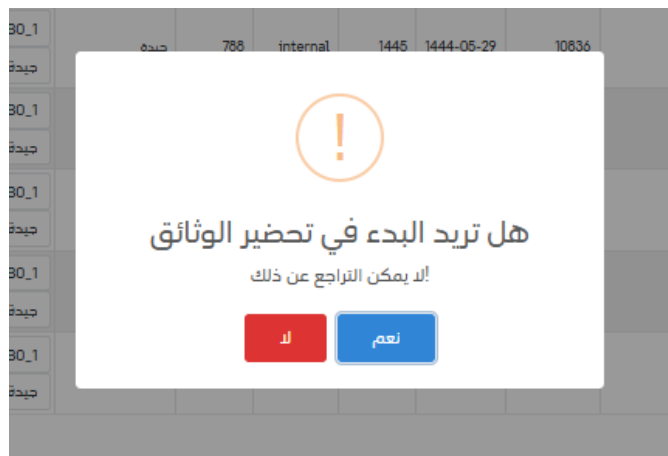 30_1
جيدة 788 internal 1445 1444-05-29 10836
جيدة
30_1
جيدة
30_1
جيدة
30_1
جيدة
30_1
جيدة
!
هل تريد البدء في تحضير الوثائق
لا يمكن التراجع عن ذلك!
نعم
لا